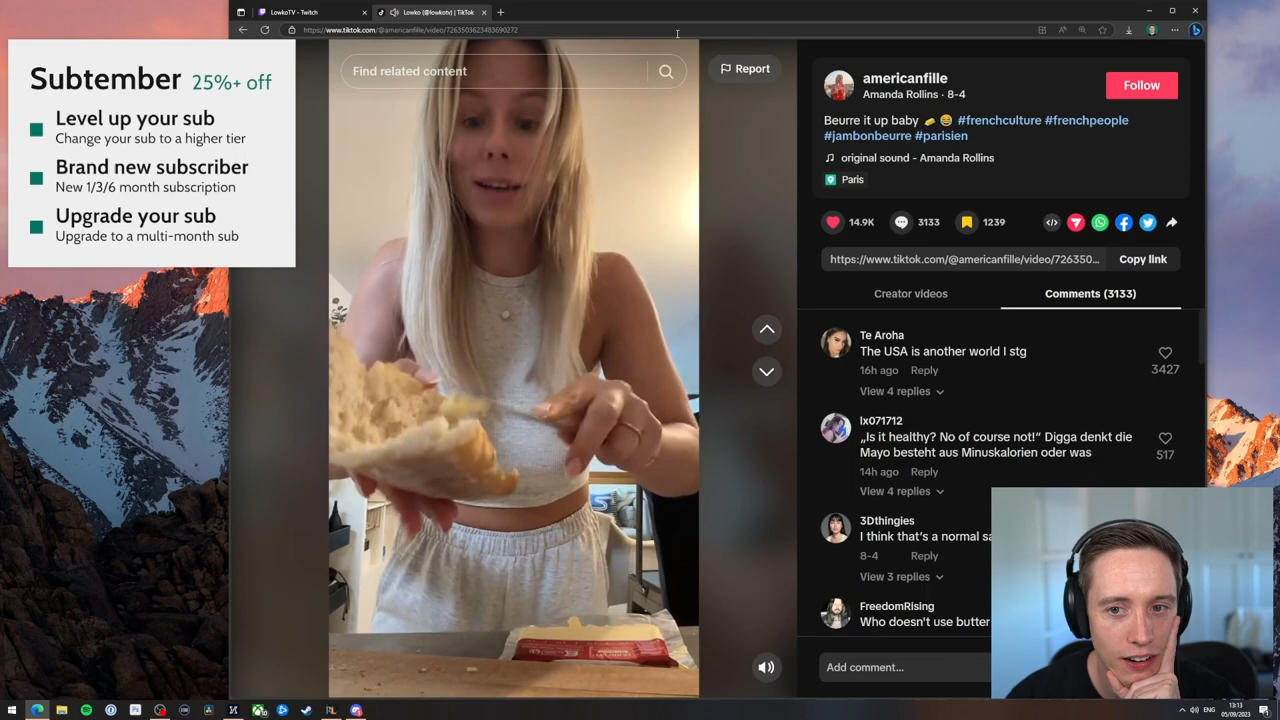 LowkoTV - Twitch
Lowko (@lowkotv) | TikTok
https://www.tiktok.com/@americanfille/video/7263503623483690272
Subtember 25%+ off
Level up your sub
Change your sub to a higher tier
Brand new subscriber
New 1/3/6 month subscription
Upgrade your sub
Upgrade to a multi-month sub
Find related content
Report
americanfille
Amanda Rollins · 8-4
Follow
Beurre it up baby 🧈 😂 #frenchculture #frenchpeople
#jambonbeurre #parisien
original sound - Amanda Rollins
Paris
14.9K
3133
1239
https://www.tiktok.com/@americanfille/video/726350...
Copy link
Creator videos
Comments (3133)
Te Aroha
The USA is another world I stg
16h ago Reply
3427
View 4 replies
lx071712
„Is it healthy? No of course not!“ Digga denkt die
Mayo besteht aus Minuskalorien oder was
14h ago Reply
517
View 4 replies
3Dthingies
I think that's a normal sa
8-4 Reply
View 3 replies
FreedomRising
Who doesn't use butter
Add comment...
ENG
13:13
05/09/2023